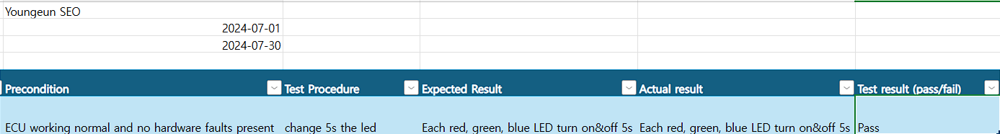 Youngeun SEO
2024-07-01
2024-07-30
Precondition Test Procedure Expected Result Actual result Test result (pass/fail)
ECU working normal and no hardware faults present change 5s the led Each red, green, blue LED turn on&off 5s Each red, green, blue LED turn on&off 5s Pass